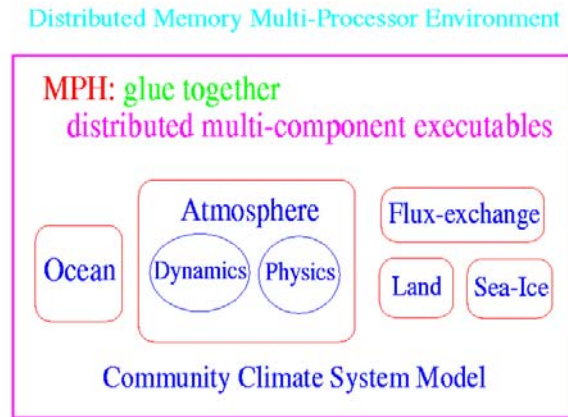 Distributed Memory Multi-Processor Environment
MPH: glue together
distributed multi-component executables
Atmosphere
Flux-exchange
Ocean
Dynamics
Physics
Land
Sea-Ice
Community Climate System Model